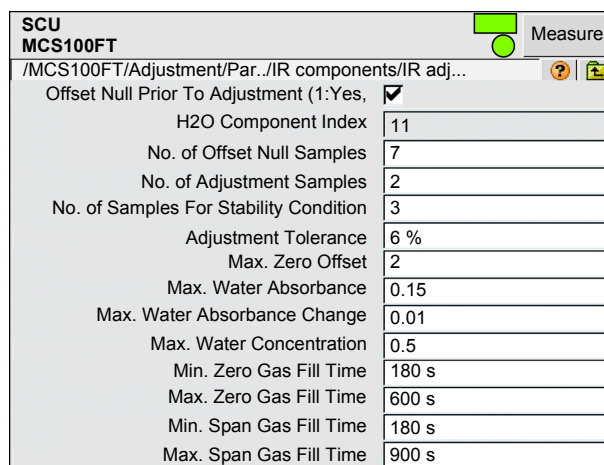 SCU
MCS100FT
Measure
/MCS100FT/Adjustment/Par../IR components/IR adj...
Offset Null Prior To Adjustment (1:Yes,
H2O Component Index 11
No. of Offset Null Samples 7
No. of Adjustment Samples 2
No. of Samples For Stability Condition 3
Adjustment Tolerance 6 %
Max. Zero Offset 2
Max. Water Absorbance 0.15
Max. Water Absorbance Change 0.01
Max. Water Concentration 0.5
Min. Zero Gas Fill Time 180 s
Max. Zero Gas Fill Time 600 s
Min. Span Gas Fill Time 180 s
Max. Span Gas Fill Time 900 s